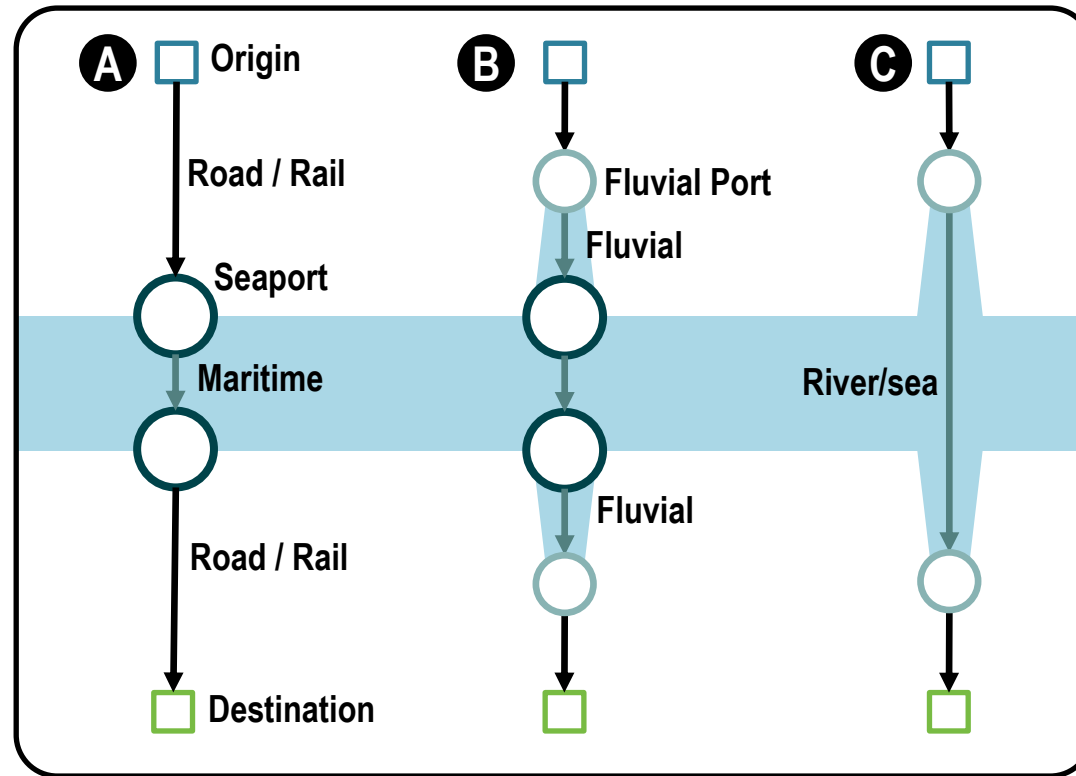 A
Origin
B
C
Road / Rail
Fluvial Port
Fluvial
Seaport
Maritime
River/sea
Fluvial
Road / Rail
Destination